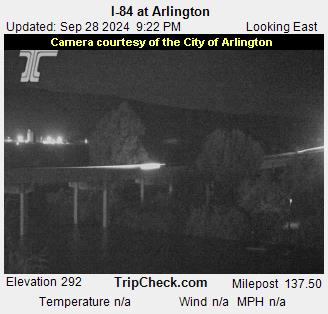 I-84 at Arlington
Updated: Sep 28 2024 9:22 PM Looking East
Camera courtesy of the City of Arlington
Elevation 292 TripCheck.com Milepost 137.50
Temperature n/a Wind n/a MPH n/a